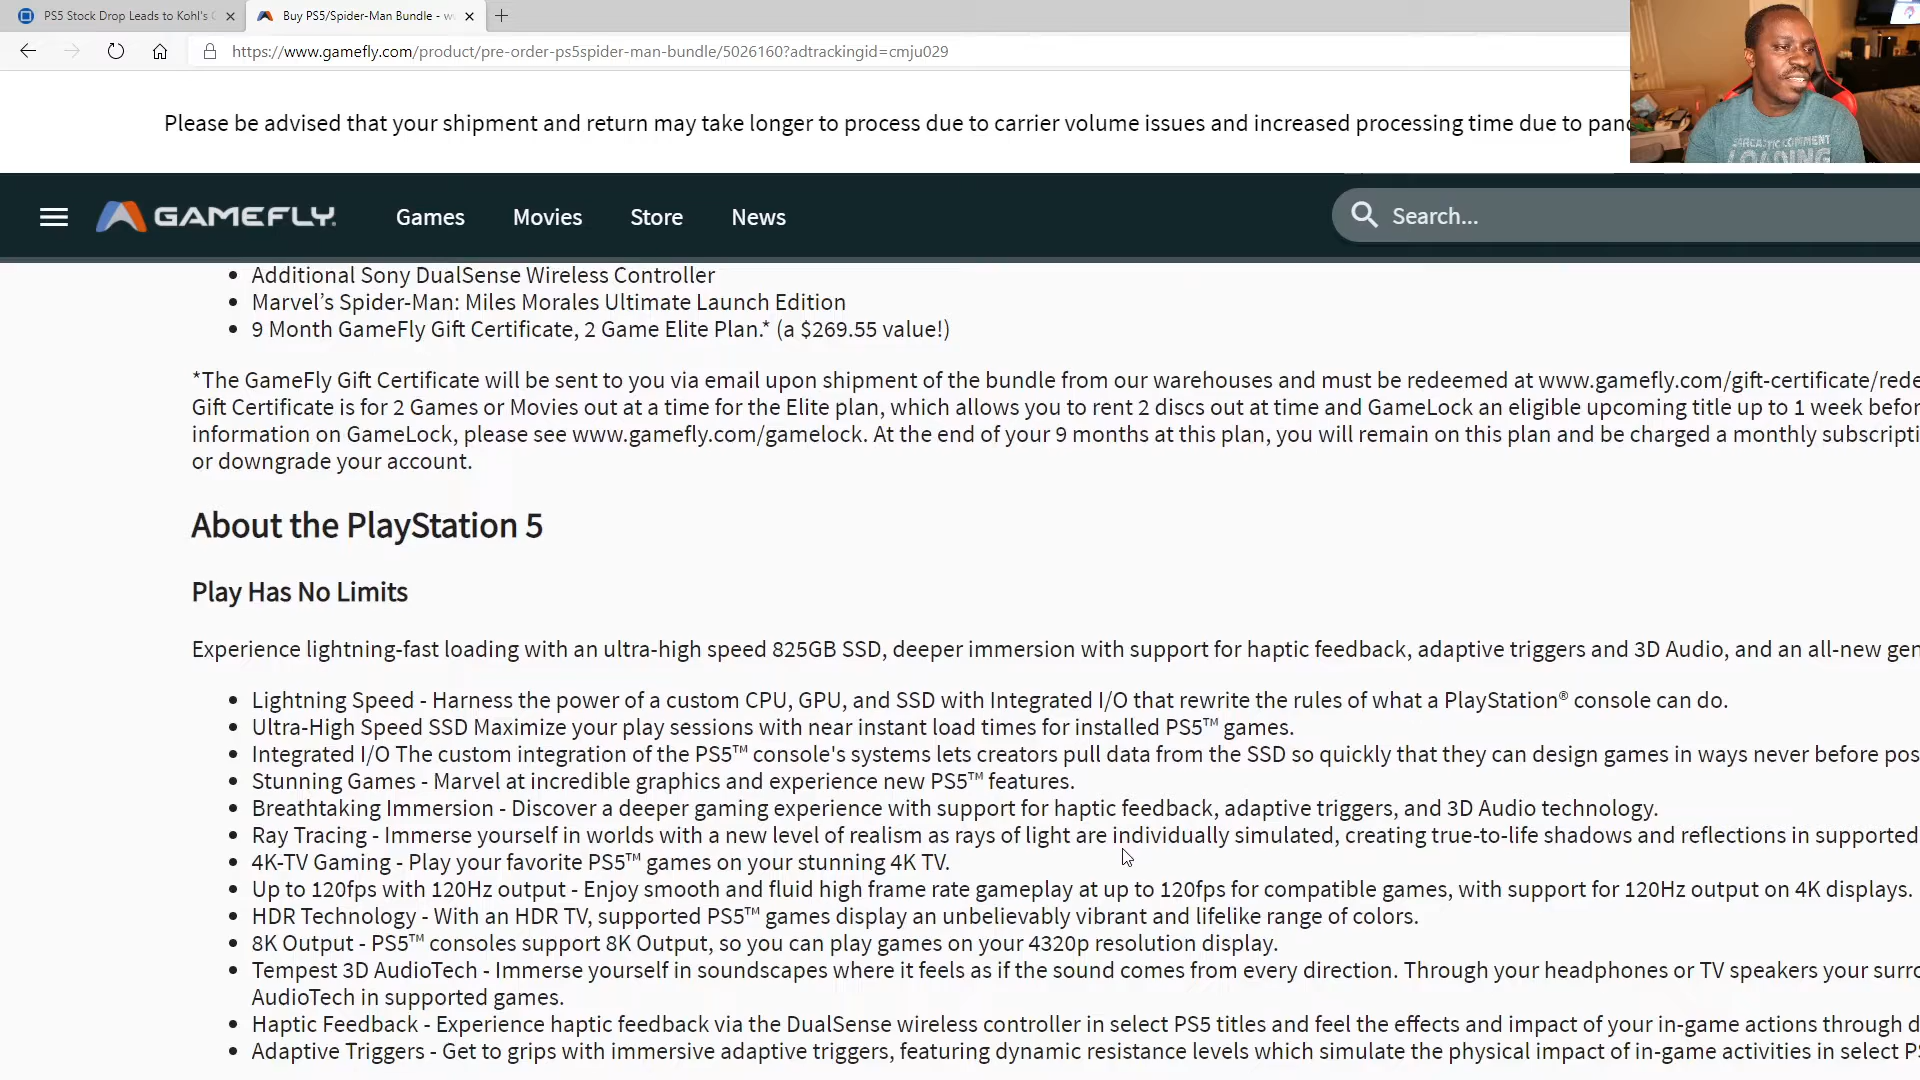 PS5 Stock Drop Leads to Kohl's
Buy PS5/Spider-Man Bundle - w
https://www.gamefly.com/product/pre-order-ps5spider-man-bundle/5026160?adtrackingid=cmju029
Please be advised that your shipment and return may take longer to process due to carrier volume issues and increased processing time due to pand
SARCASTIC COMMENT
LOADING
GAMEFLY
Games
Movies
Store
News
Search...
• Additional Sony DualSense Wireless Controller
• Marvel’s Spider-Man: Miles Morales Ultimate Launch Edition
• 9 Month GameFly Gift Certificate, 2 Game Elite Plan.* (a $269.55 value!)
*The GameFly Gift Certificate will be sent to you via email upon shipment of the bundle from our warehouses and must be redeemed at www.gamefly.com/gift-certificate/rede
Gift Certificate is for 2 Games or Movies out at a time for the Elite plan, which allows you to rent 2 discs out at time and GameLock an eligible upcoming title up to 1 week befor
information on GameLock, please see www.gamefly.com/gamelock. At the end of your 9 months at this plan, you will remain on this plan and be charged a monthly subscripti
or downgrade your account.
About the PlayStation 5
Play Has No Limits
Experience lightning-fast loading with an ultra-high speed 825GB SSD, deeper immersion with support for haptic feedback, adaptive triggers and 3D Audio, and an all-new gen
• Lightning Speed - Harness the power of a custom CPU, GPU, and SSD with Integrated I/O that rewrite the rules of what a PlayStation® console can do.
• Ultra-High Speed SSD Maximize your play sessions with near instant load times for installed PS5™ games.
• Integrated I/O The custom integration of the PS5™ console's systems lets creators pull data from the SSD so quickly that they can design games in ways never before pos
• Stunning Games - Marvel at incredible graphics and experience new PS5™ features.
• Breathtaking Immersion - Discover a deeper gaming experience with support for haptic feedback, adaptive triggers, and 3D Audio technology.
• Ray Tracing - Immerse yourself in worlds with a new level of realism as rays of light are individually simulated, creating true-to-life shadows and reflections in supported
• 4K-TV Gaming - Play your favorite PS5™ games on your stunning 4K TV.
• Up to 120fps with 120Hz output - Enjoy smooth and fluid high frame rate gameplay at up to 120fps for compatible games, with support for 120Hz output on 4K displays.
• HDR Technology - With an HDR TV, supported PS5™ games display an unbelievably vibrant and lifelike range of colors.
• 8K Output - PS5™ consoles support 8K Output, so you can play games on your 4320p resolution display.
• Tempest 3D AudioTech - Immerse yourself in soundscapes where it feels as if the sound comes from every direction. Through your headphones or TV speakers your surro
AudioTech in supported games.
• Haptic Feedback - Experience haptic feedback via the DualSense wireless controller in select PS5 titles and feel the effects and impact of your in-game actions through d
• Adaptive Triggers - Get to grips with immersive adaptive triggers, featuring dynamic resistance levels which simulate the physical impact of in-game activities in select PS